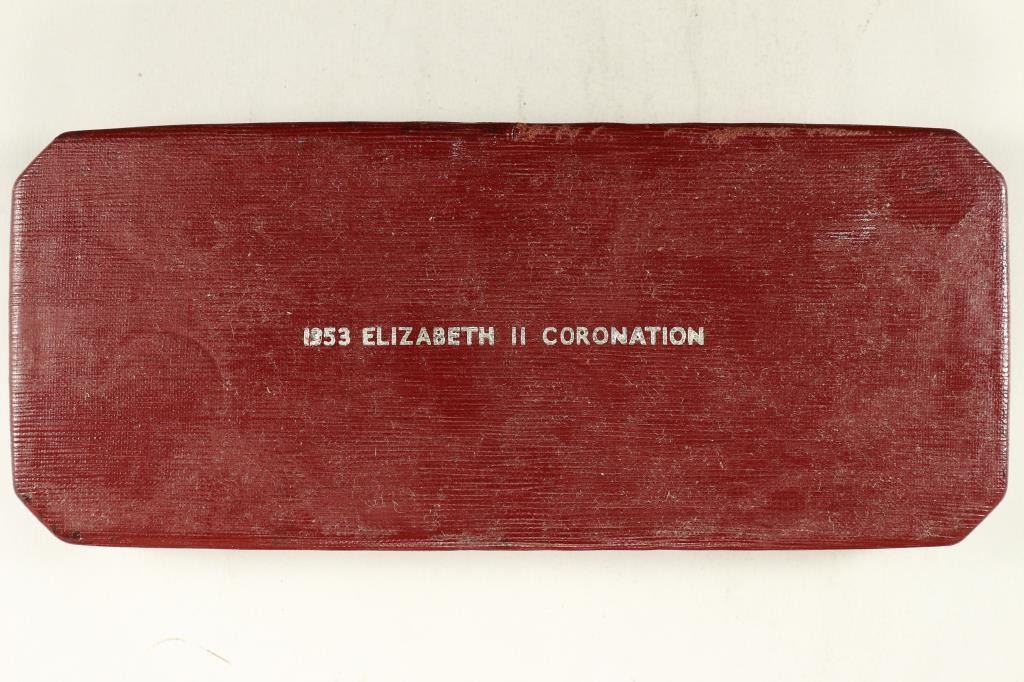 1953 ELIZABETH II CORONATION